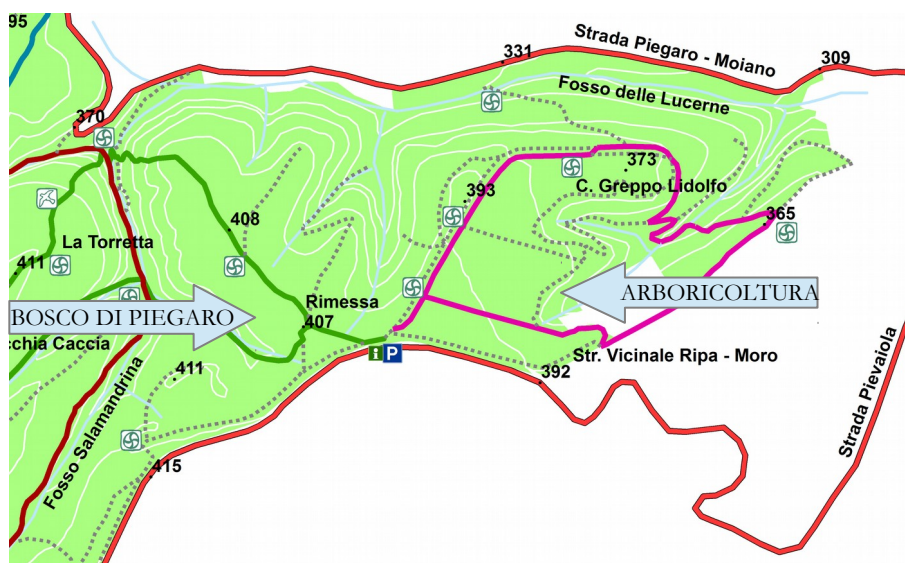 95
Strada Piegaro - Moiano
331
309
Fosso delle Lucerne
370
373
C. Greppo Lidolfo
393
408
365
La Torretta
411
Rimessa
ARBORICOLTURA
BOSCO DI PIEGARO
407
cchia Caccía
Str. Vicinale Ripa - Moro
i P
411
392
Fosso Salamandrina
Strada Pievaiola
415